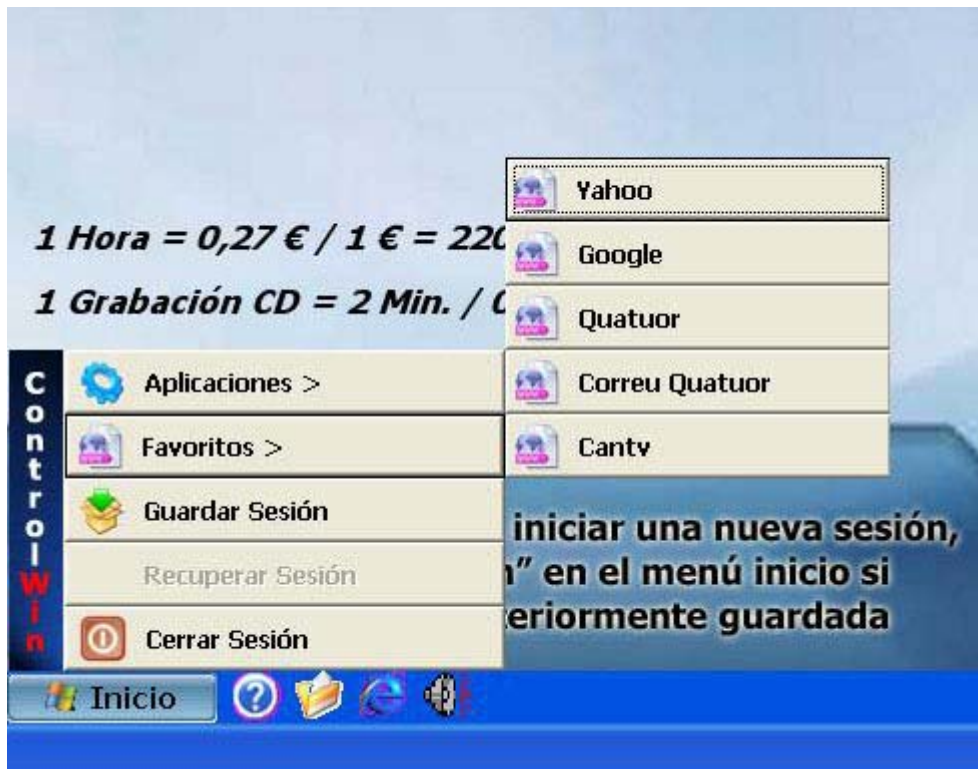 1 Hora = 0,27 € / 1 € = 220
1 Grabación CD = 2 Min. /
Yahoo
Google
Quatuor
Correu Quatuor
Cantv
ControlWin
Aplicaciones >
Favoritos >
Guardar Sesión
Recuperar Sesión
Cerrar Sesión
iniciar una nueva sesión,
" en el menú inicio si
eriormente guardada
Inicio